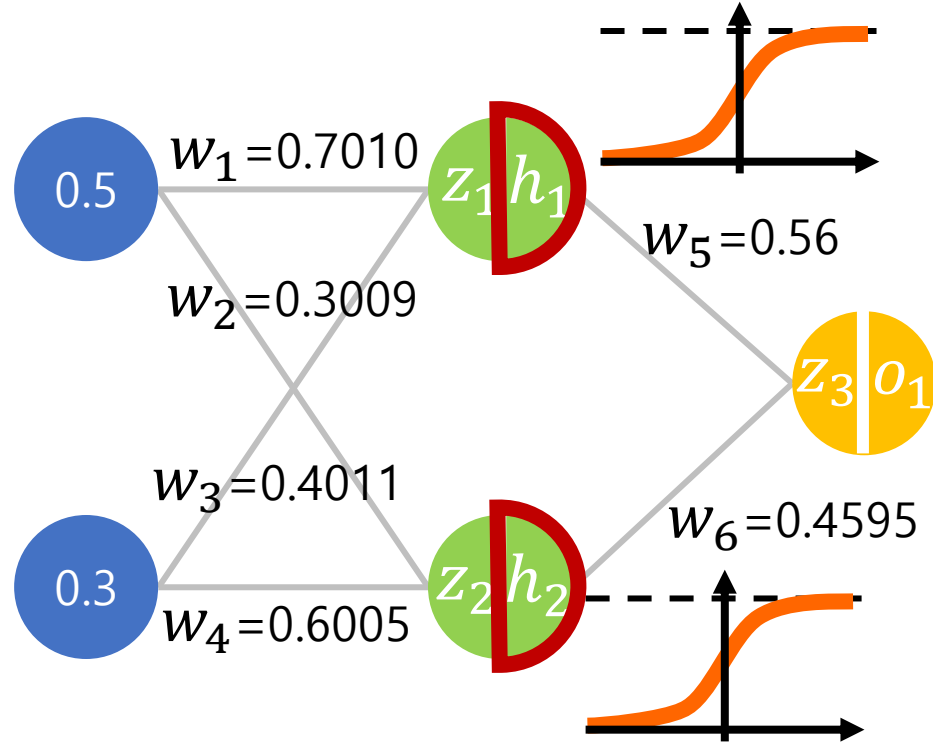 w₁=0.7010
0.5
z₁ h₁
w₅=0.56
w₂=0.3009
z₃ o₁
w₃=0.4011
w₆=0.4595
0.3
z₂ h₂
w₄=0.6005